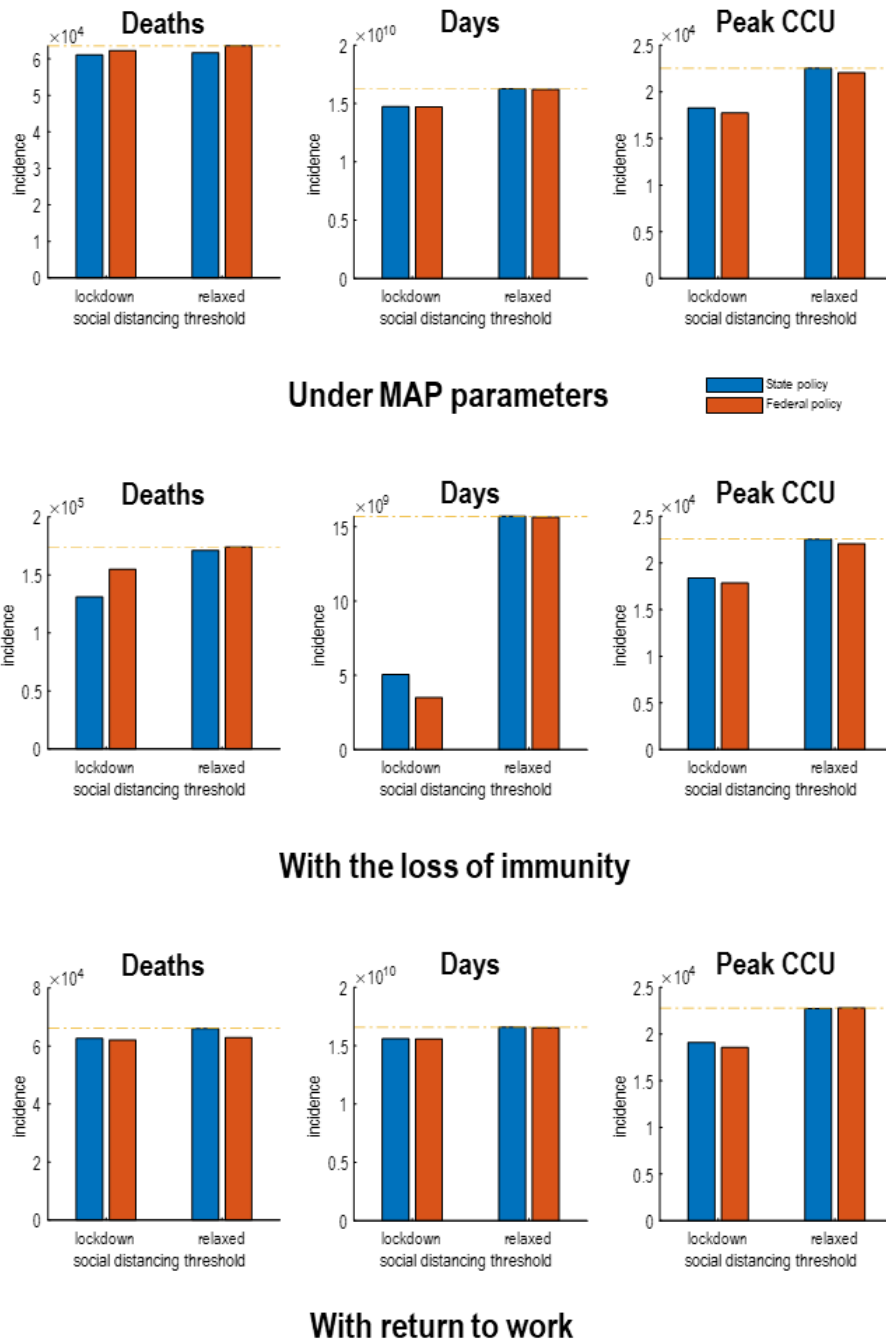 Deaths
×10^4
6
5
4
3
2
1
0
incidence
lockdown relaxed
social distancing threshold
Days
×10^10
2
1.5
1
0.5
0
incidence
lockdown relaxed
social distancing threshold
Peak CCU
×10^4
2.5
2
1.5
1
0.5
0
incidence
lockdown relaxed
social distancing threshold
Under MAP parameters
State policy
Federal policy
Deaths
×10^5
2
1.5
1
0.5
0
incidence
lockdown relaxed
social distancing threshold
Days
×10^9
15
10
5
0
incidence
lockdown relaxed
social distancing threshold
Peak CCU
×10^4
2.5
2
1.5
1
0.5
0
incidence
lockdown relaxed
social distancing threshold
With the loss of immunity
Deaths
×10^4
8
6
4
2
0
incidence
lockdown relaxed
social distancing threshold
Days
×10^10
2
1.5
1
0.5
0
incidence
lockdown relaxed
social distancing threshold
Peak CCU
×10^4
2.5
2
1.5
1
0.5
0
incidence
lockdown relaxed
social distancing threshold
With return to work